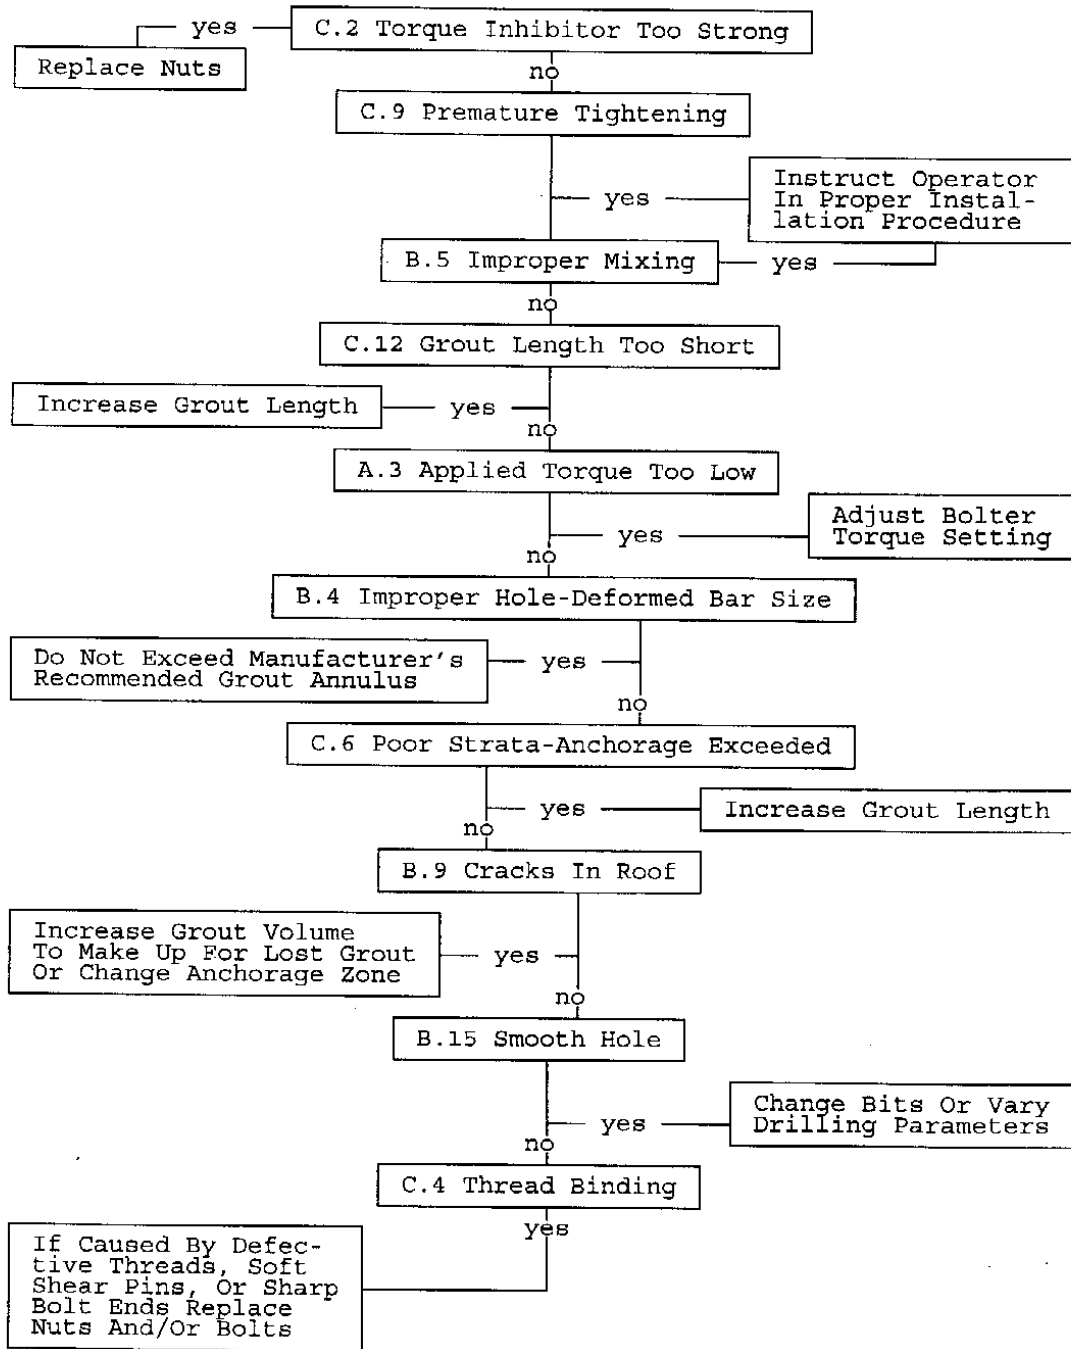 yes
C.2 Torque Inhibitor Too Strong
Replace Nuts
no
C.9 Premature Tightening
yes
Instruct Operator
In Proper Instal-
lation Procedure
B.5 Improper Mixing
yes
no
C.12 Grout Length Too Short
Increase Grout Length
yes
no
A.3 Applied Torque Too Low
yes
Adjust Bolter
Torque Setting
no
B.4 Improper Hole-Deformed Bar Size
Do Not Exceed Manufacturer's
Recommended Grout Annulus
yes
no
C.6 Poor Strata-Anchorage Exceeded
yes
Increase Grout Length
no
B.9 Cracks In Roof
Increase Grout Volume
To Make Up For Lost Grout
Or Change Anchorage Zone
yes
no
B.15 Smooth Hole
yes
Change Bits Or Vary
Drilling Parameters
no
C.4 Thread Binding
yes
If Caused By Defec-
tive Threads, Soft
Shear Pins, Or Sharp
Bolt Ends Replace
Nuts And/Or Bolts